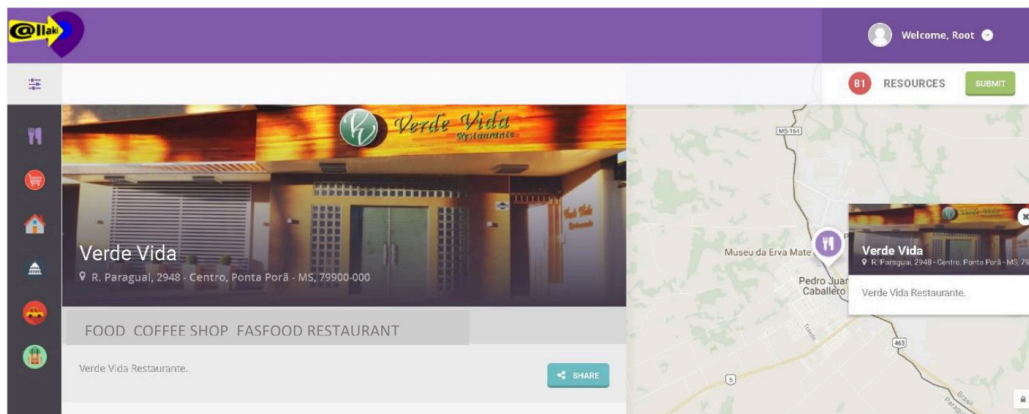 @llaki
Welcome, Root
81 RESOURCES SUBMIT
Verde Vida
Restaurante
Verde Vida
R. Paraguai, 2948 - Centro, Ponta Porã - MS, 79900-000
FOOD COFFEE SHOP FASFOOD RESTAURANT
Verde Vida Restaurante.
SHARE
MS-164
Museu da Erva Mate
Pedro Juan
Caballero
Verde Vida
R. Paraguai, 2948 - Centro, Ponta Porã - MS, 79
Verde Vida Restaurante.
463
5
Brasil